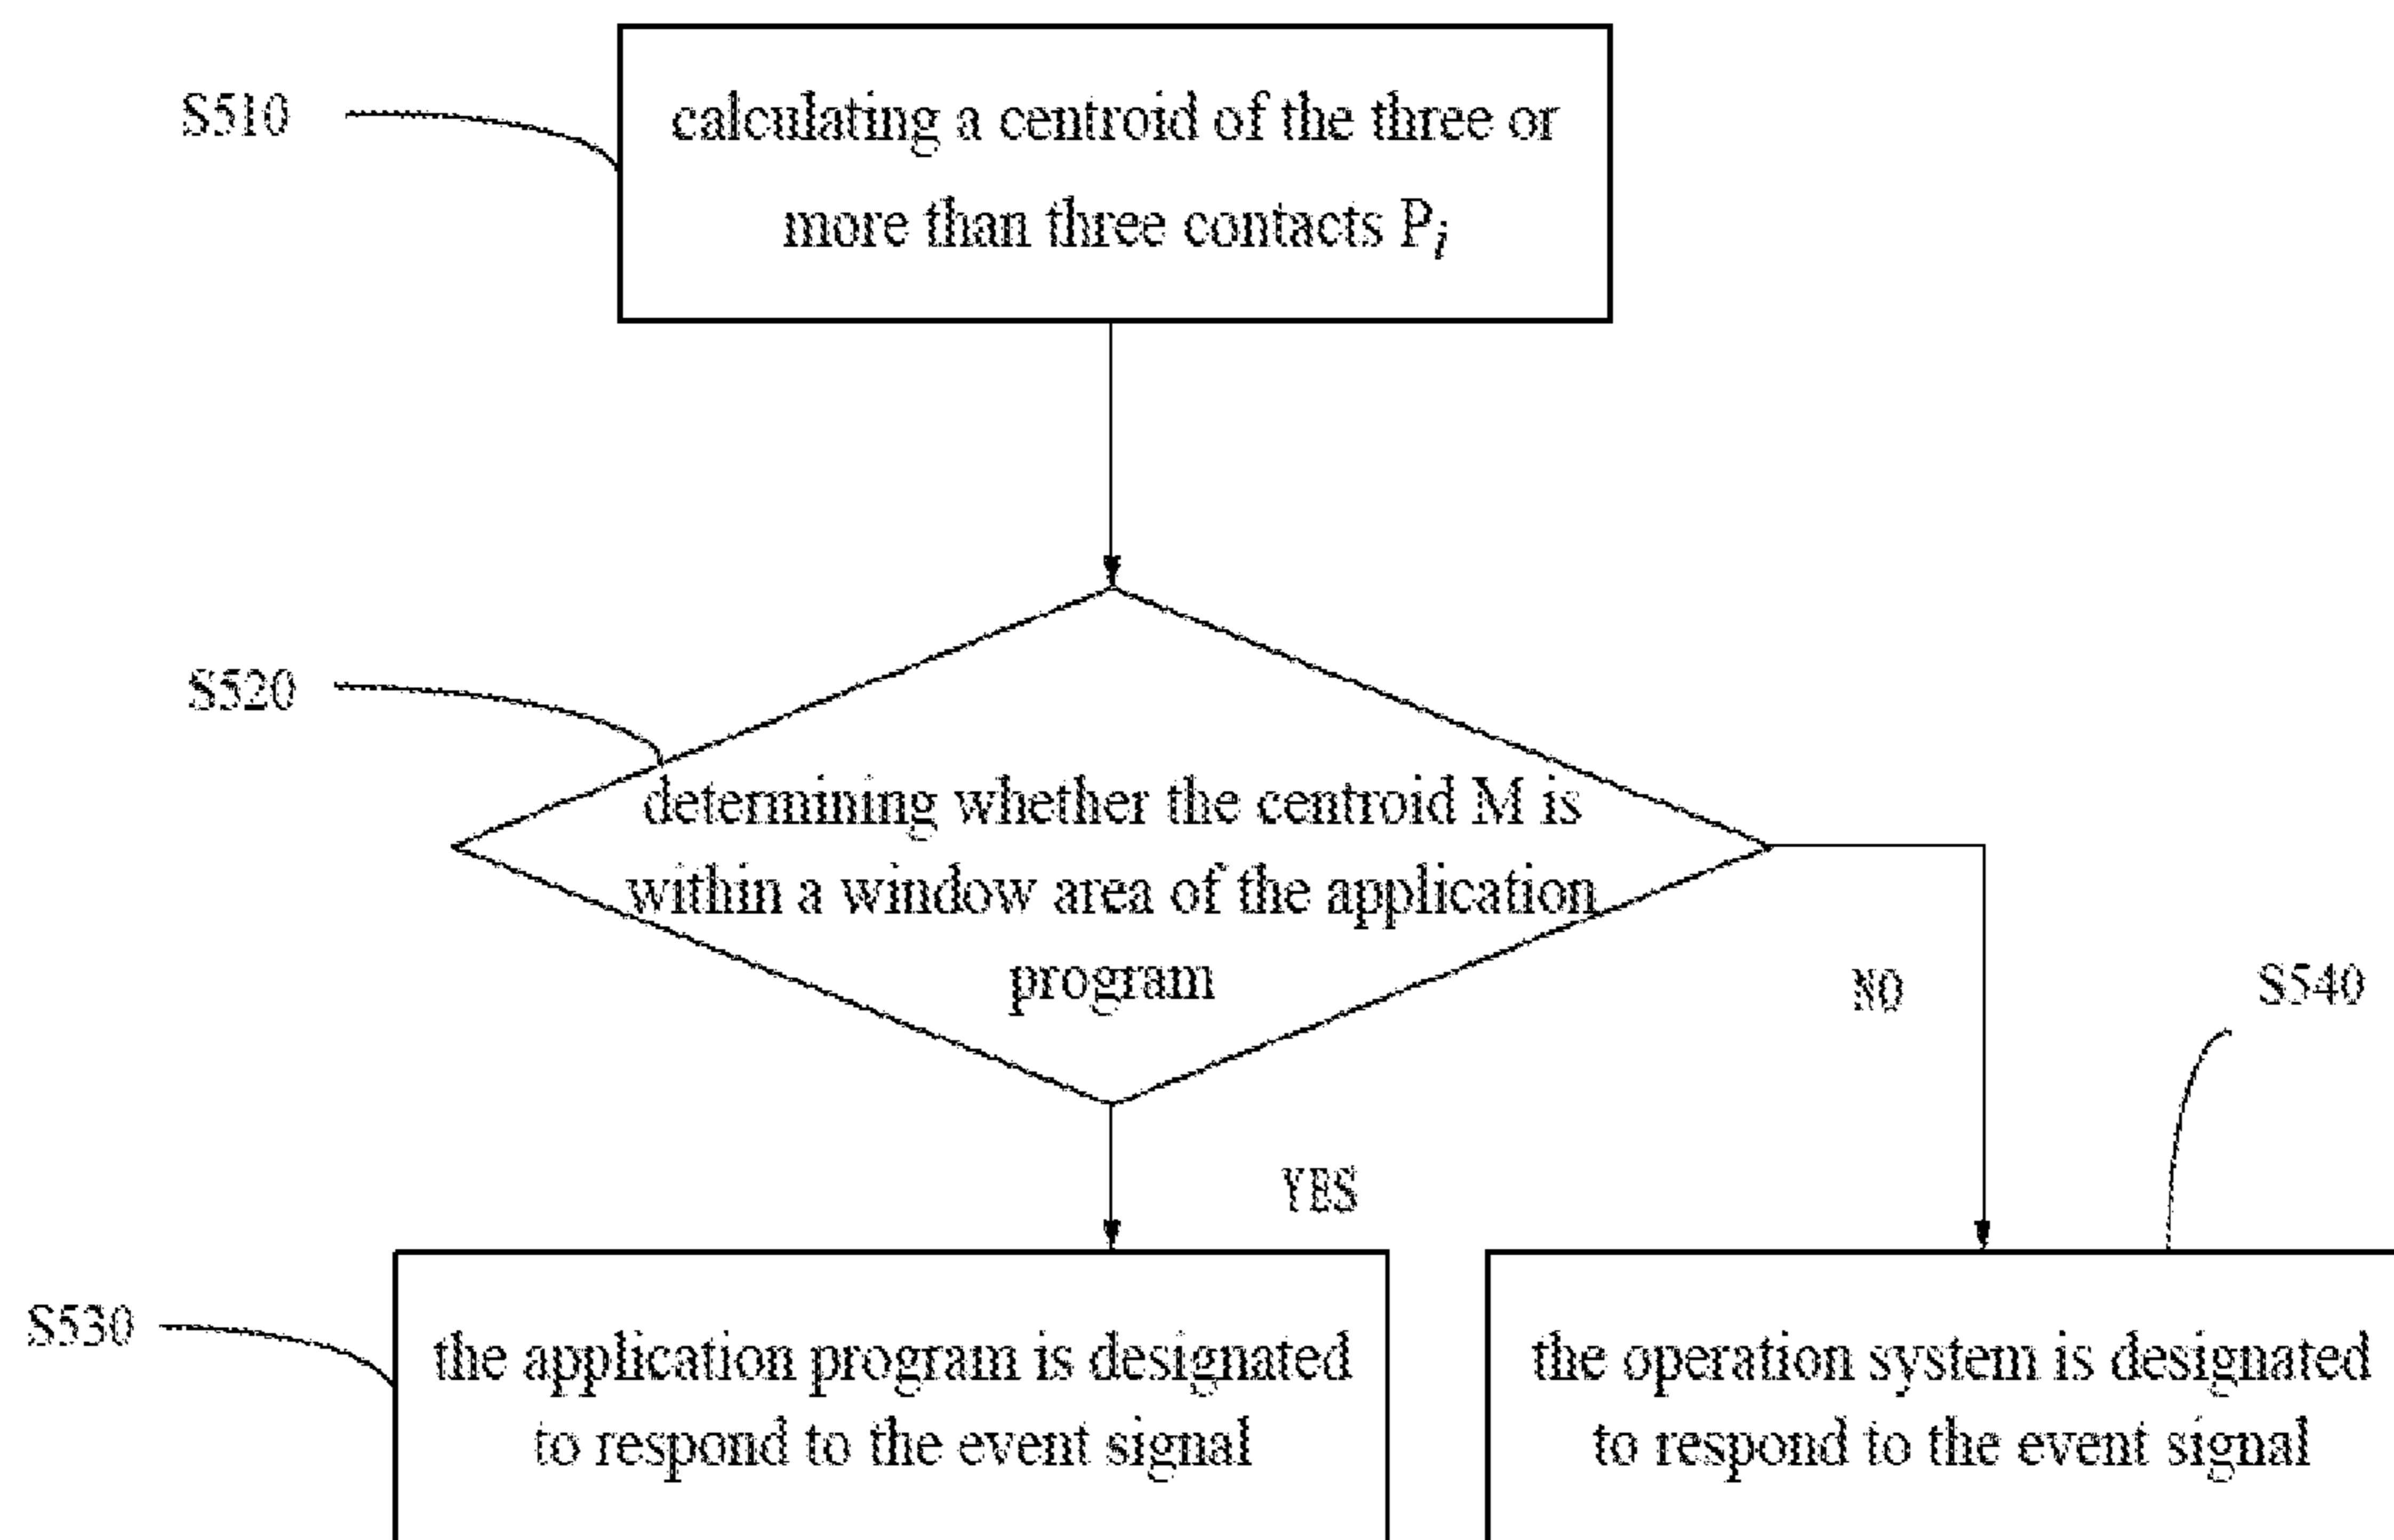 S510
calculating a centroid of the three or
more than three contacts Pi
S520
determining whether the centroid M is
within a window area of the application
program
NO
S540
YES
S530
the application program is designated
to respond to the event signal
the operation system is designated
to respond to the event signal